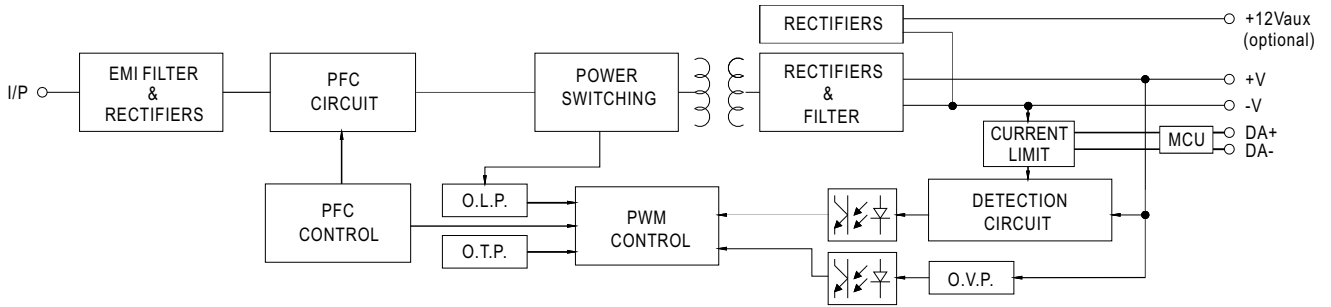 RECTIFIERS
+12Vaux
(optional)
I/P
EMI FILTER
&
RECTIFIERS
PFC
CIRCUIT
POWER
SWITCHING
RECTIFIERS
&
FILTER
+V
-V
CURRENT
LIMIT
MCU
DA+
DA-
PFC
CONTROL
O.L.P.
O.T.P.
PWM
CONTROL
DETECTION
CIRCUIT
O.V.P.